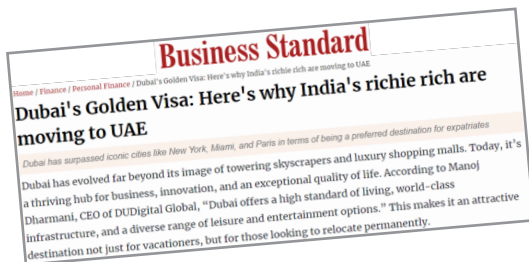 Business Standard
Home / Finance / Personal Finance / Dubai's Golden Visa: Here's why India's richie rich are moving to UAE
Dubai's Golden Visa: Here's why India's richie rich are
moving to UAE
Dubai has surpassed iconic cities like New York, Miami, and Paris in terms of being a preferred destination for expatriates
Dubai has evolved far beyond its image of towering skyscrapers and luxury shopping malls. Today, it's
a thriving hub for business, innovation, and an exceptional quality of life. According to Manoj
Dharmani, CEO of DUDigital Global, “Dubai offers a high standard of living, world-class
infrastructure, and a diverse range of leisure and entertainment options.” This makes it an attractive
destination not just for vacationers, but for those looking to relocate permanently.